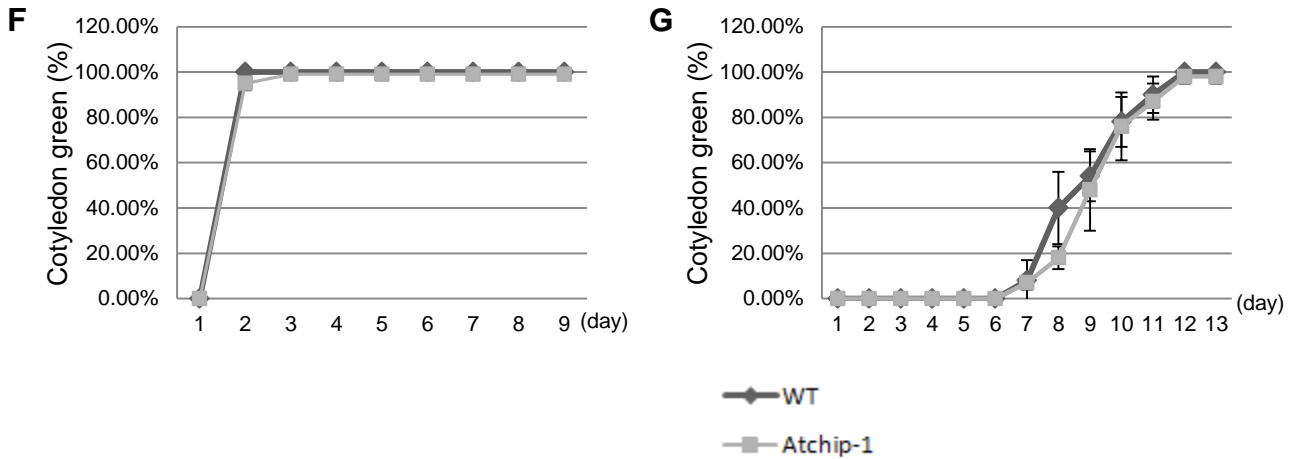 F
Cotyledon green (%)
120.00%
100.00%
80.00%
60.00%
40.00%
20.00%
0.00%
1 2 3 4 5 6 7 8 9 (day)
G
Cotyledon green (%)
120.00%
100.00%
80.00%
60.00%
40.00%
20.00%
0.00%
1 2 3 4 5 6 7 8 9 10 11 12 13 (day)
WT
Atchip-1